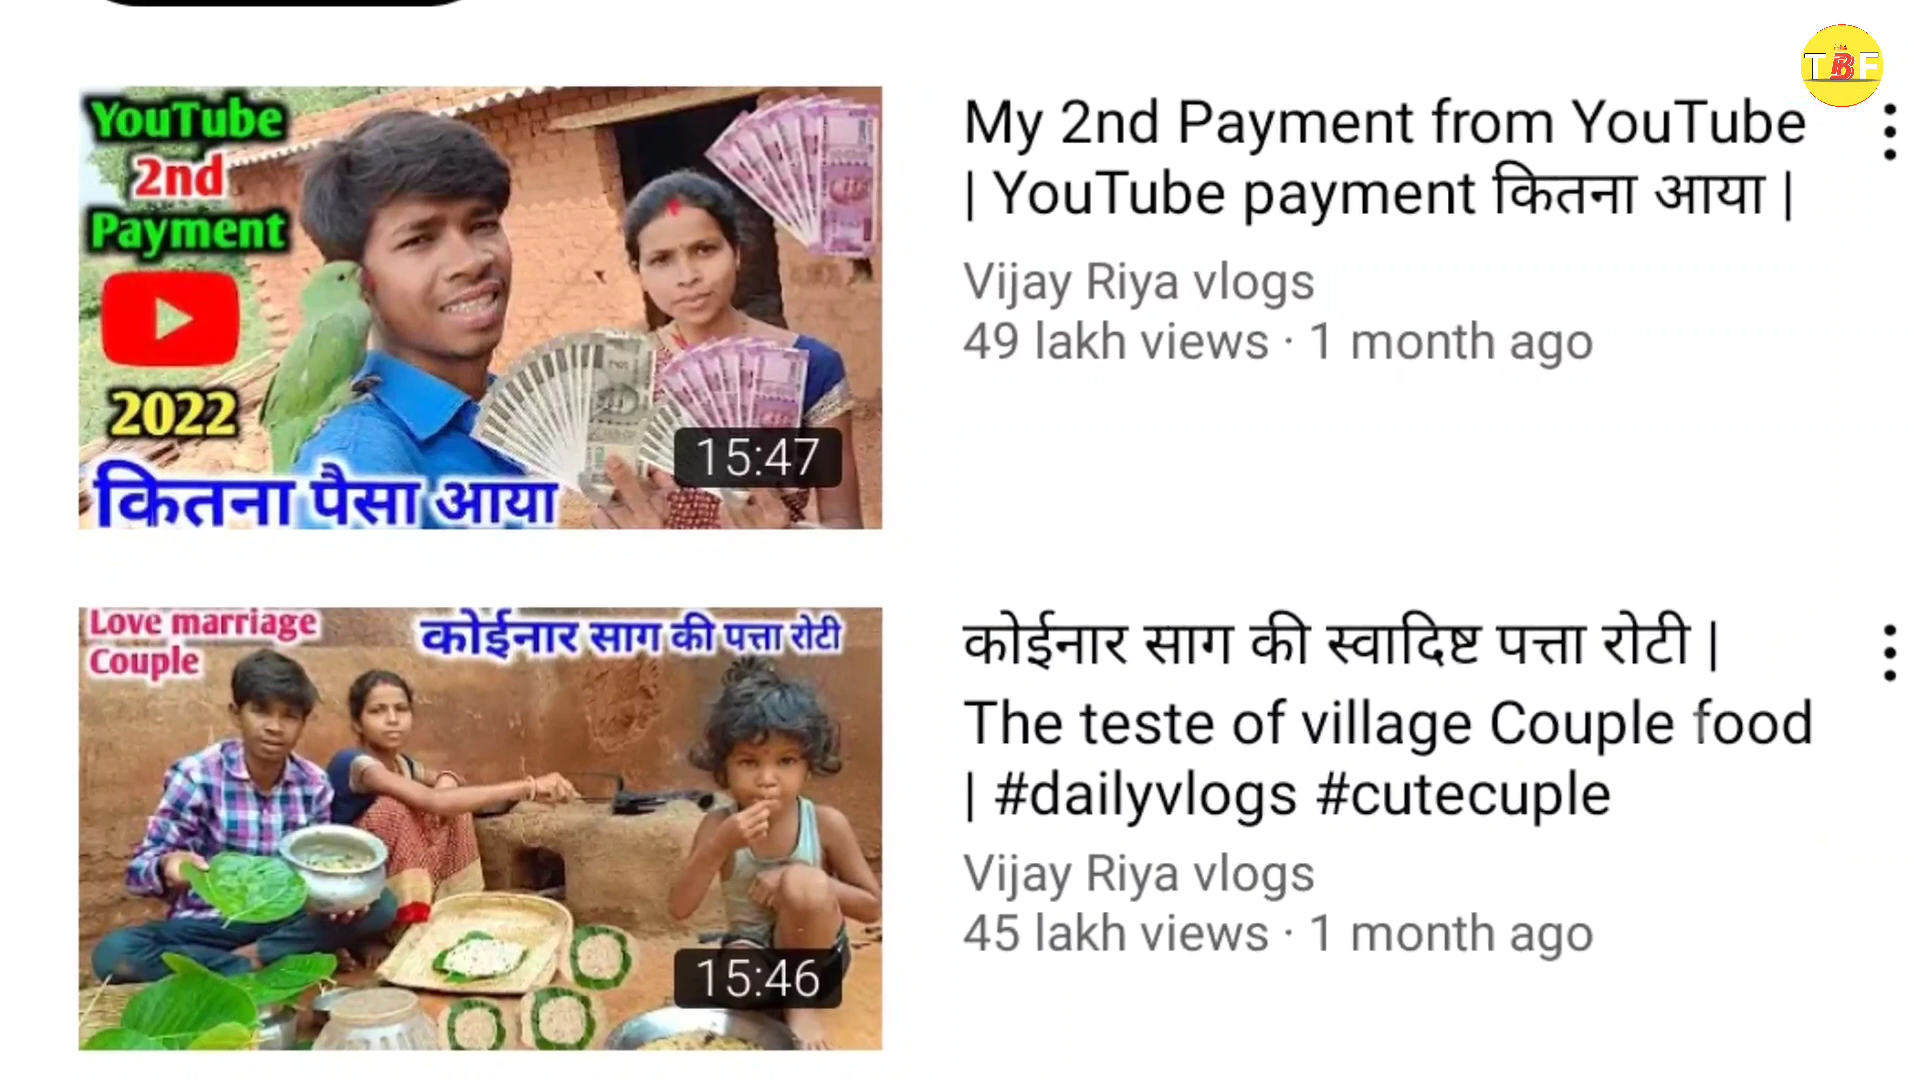 TBF
YouTube
2nd
Payment
2022
कितना पैसा आया
15:47
My 2nd Payment from YouTube
| YouTube payment कितना आया |
Vijay Riya vlogs
49 lakh views · 1 month ago
Love marriage
Couple
कोईनार साग की पत्ता रोटी
15:46
कोईनार साग की स्वादिष्ट पत्ता रोटी |
The teste of village Couple food
| #dailyvlogs #cutecuple
Vijay Riya vlogs
45 lakh views · 1 month ago